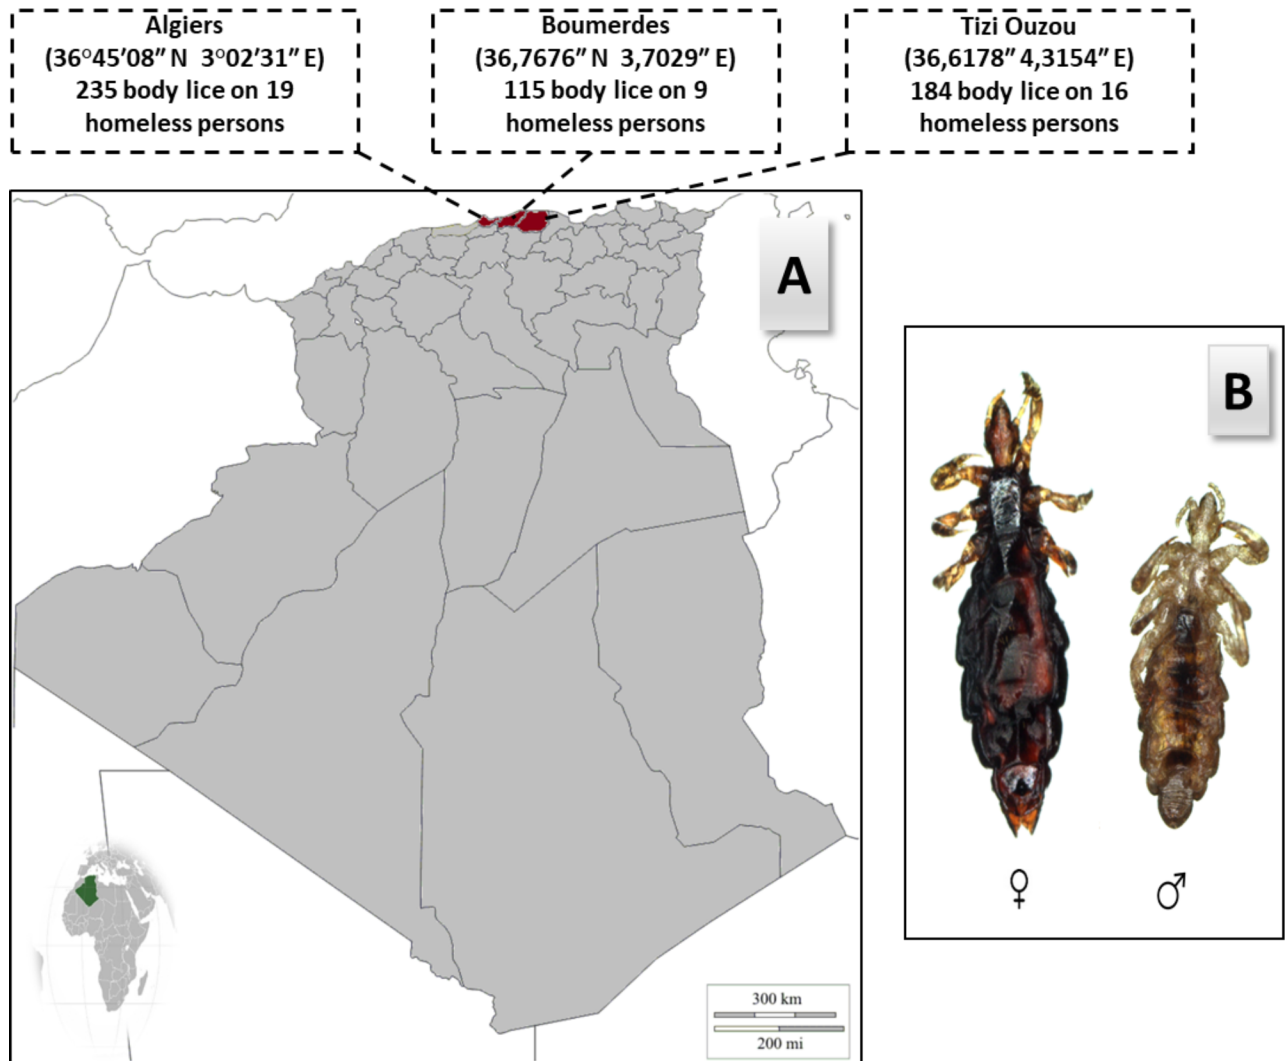 Algiers
(36°45′08″ N 3°02′31″ E)
235 body lice on 19
homeless persons
Boumerdes
(36,7676″ N 3,7029″ E)
115 body lice on 9
homeless persons
Tizi Ouzou
(36,6178″ 4,3154″ E)
184 body lice on 16
homeless persons
A
B
♀
♂
300 km
200 mi